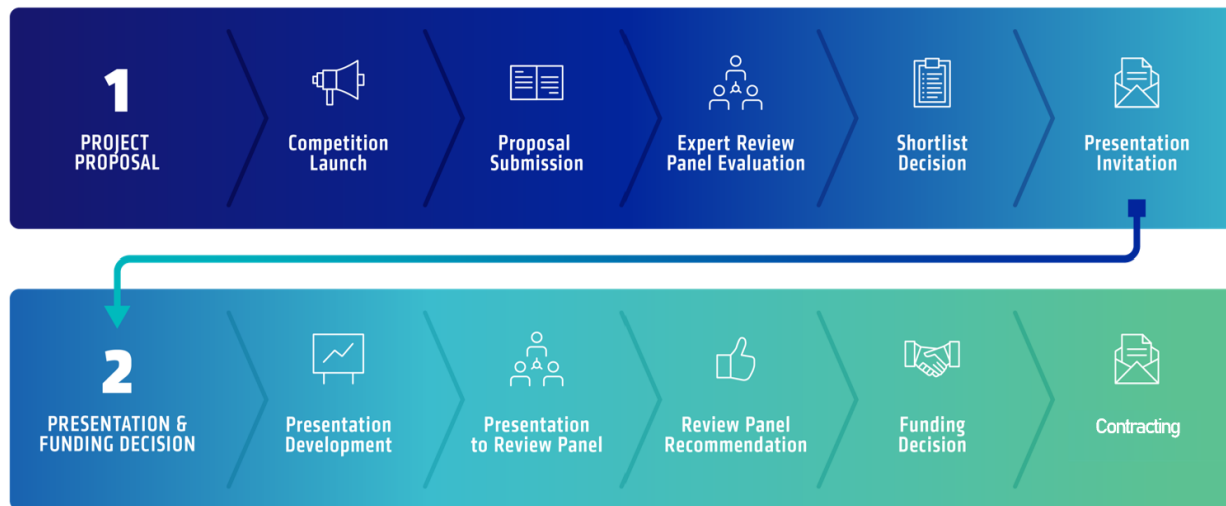 1
PROJECT
PROPOSAL
Competition
Launch
Proposal
Submission
Expert Review
Panel Evaluation
Shortlist
Decision
Presentation
Invitation
2
PRESENTATION &
FUNDING DECISION
Presentation
Development
Presentation
to Review Panel
Review Panel
Recommendation
Funding
Decision
Contracting